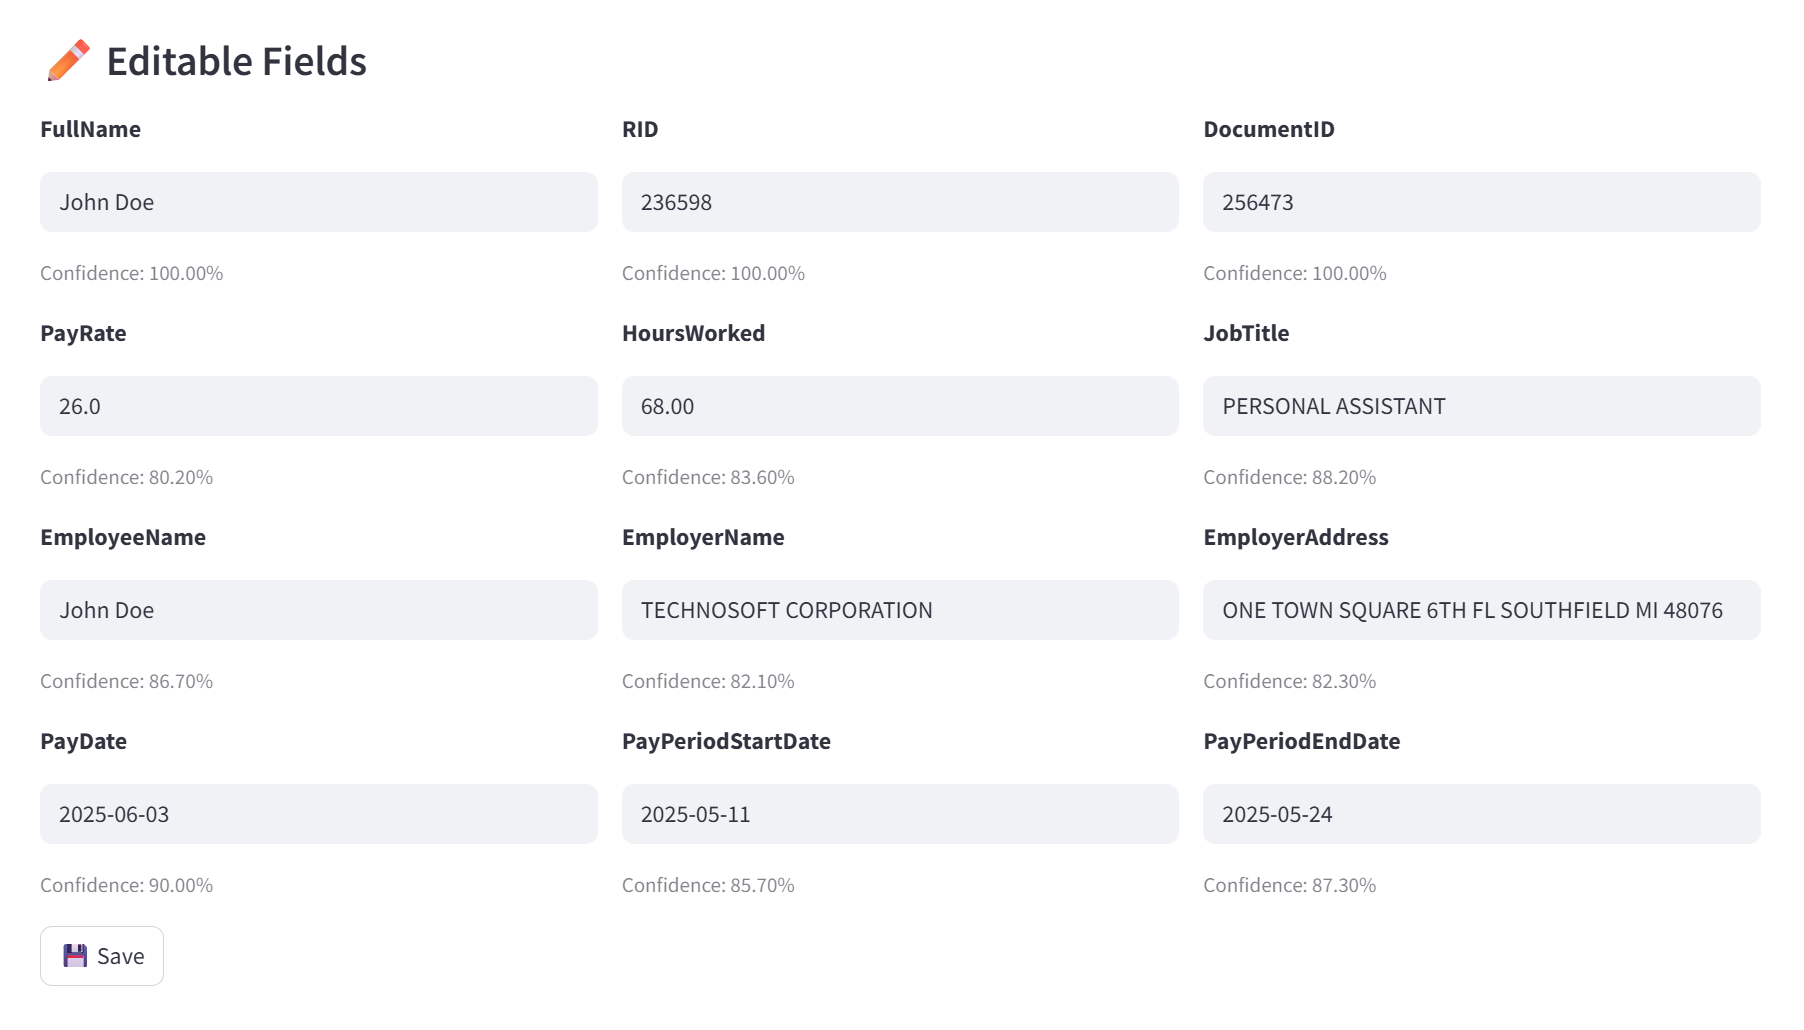 Editable Fields
FullName
RID
DocumentID
John Doe
236598
256473
Confidence: 100.00%
Confidence: 100.00%
Confidence: 100.00%
PayRate
HoursWorked
JobTitle
26.0
68.00
PERSONAL ASSISTANT
Confidence: 80.20%
Confidence: 83.60%
Confidence: 88.20%
EmployeeName
EmployerName
EmployerAddress
John Doe
TECHNOSOFT CORPORATION
ONE TOWN SQUARE 6TH FL SOUTHFIELD MI 48076
Confidence: 86.70%
Confidence: 82.10%
Confidence: 82.30%
PayDate
PayPeriodStartDate
PayPeriodEndDate
2025-06-03
2025-05-11
2025-05-24
Confidence: 90.00%
Confidence: 85.70%
Confidence: 87.30%
Save